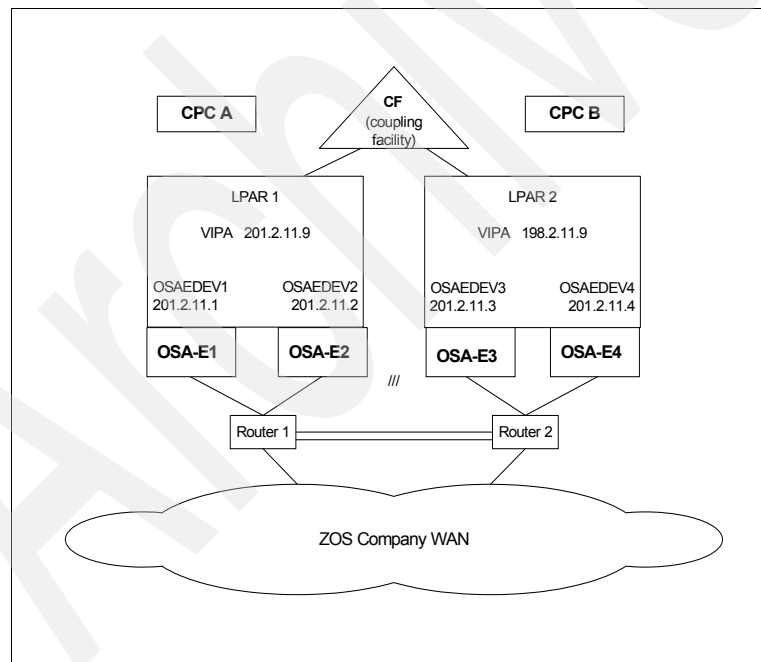 CF
(coupling
facility)
CPC A
CPC B
LPAR 1
VIPA 201.2.11.9
OSAEDEV1
201.2.11.1
OSAEDEV2
201.2.11.2
LPAR 2
VIPA 198.2.11.9
OSAEDEV3
201.2.11.3
OSAEDEV4
201.2.11.4
OSA-E1
OSA-E2
///
OSA-E3
OSA-E4
Router 1
Router 2
ZOS Company WAN